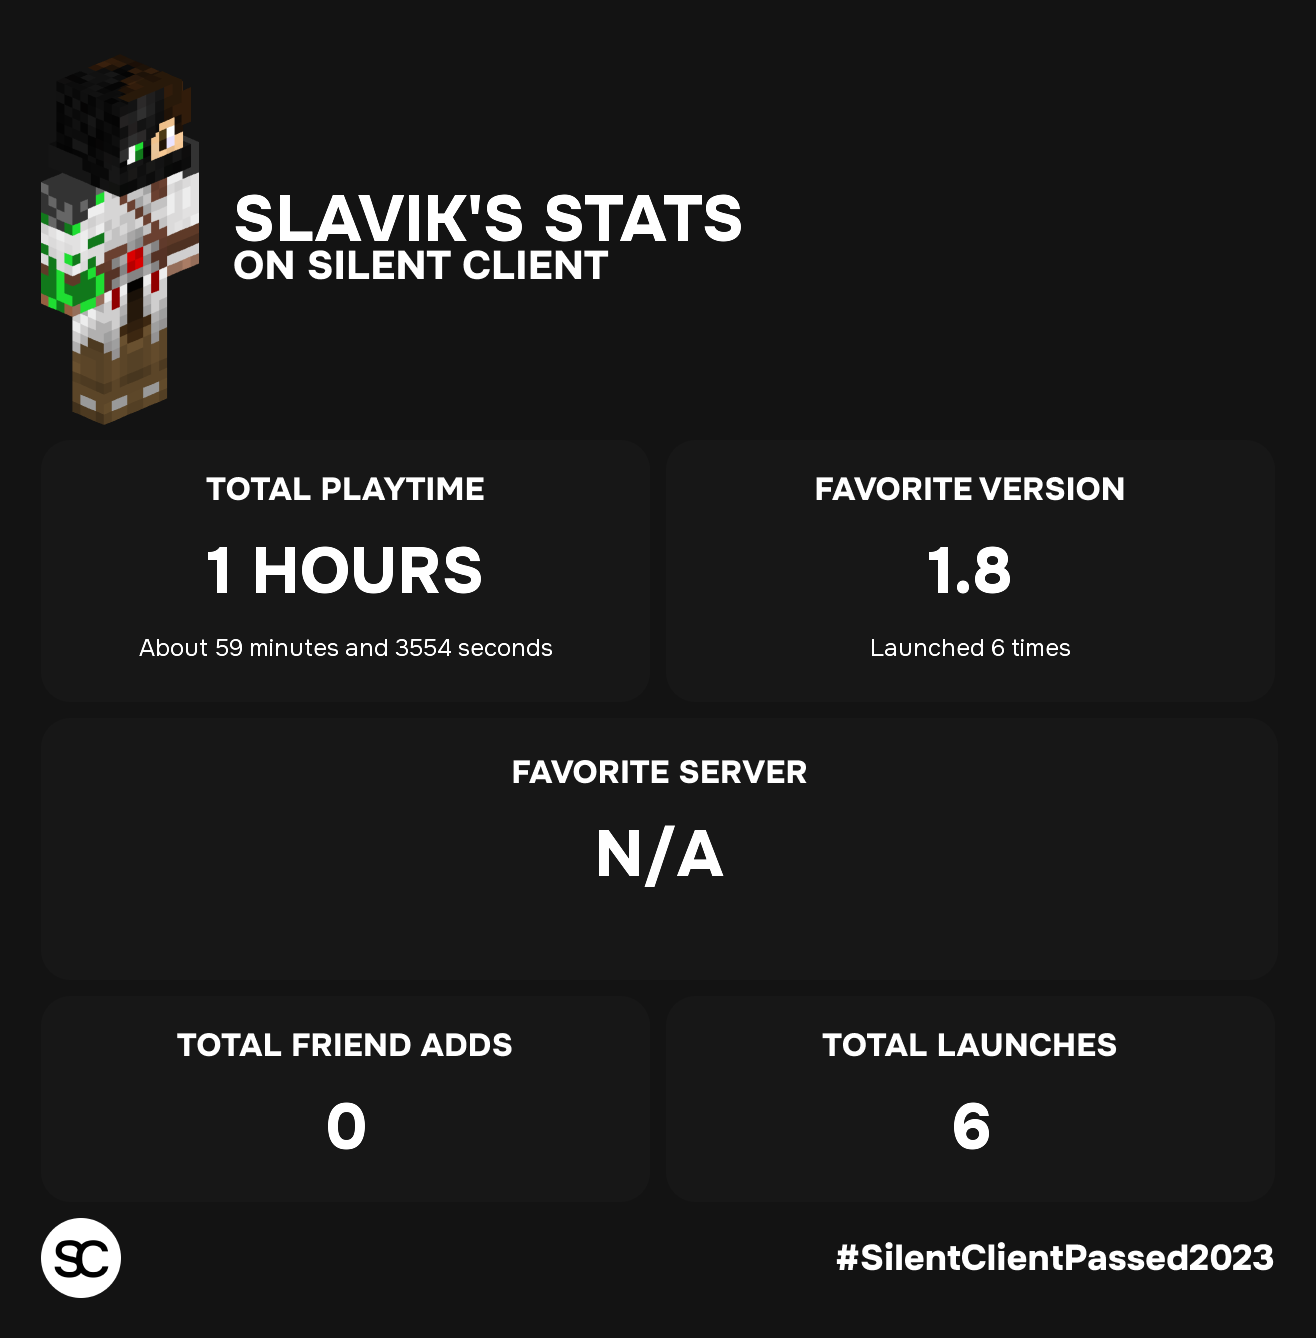 SLAVIK'S STATS
ON SILENT CLIENT
TOTAL PLAYTIME
1 HOURS
About 59 minutes and 3554 seconds
FAVORITE VERSION
1.8
Launched 6 times
FAVORITE SERVER
N/A
TOTAL FRIEND ADDS
0
TOTAL LAUNCHES
6
SC
#SilentClientPassed2023